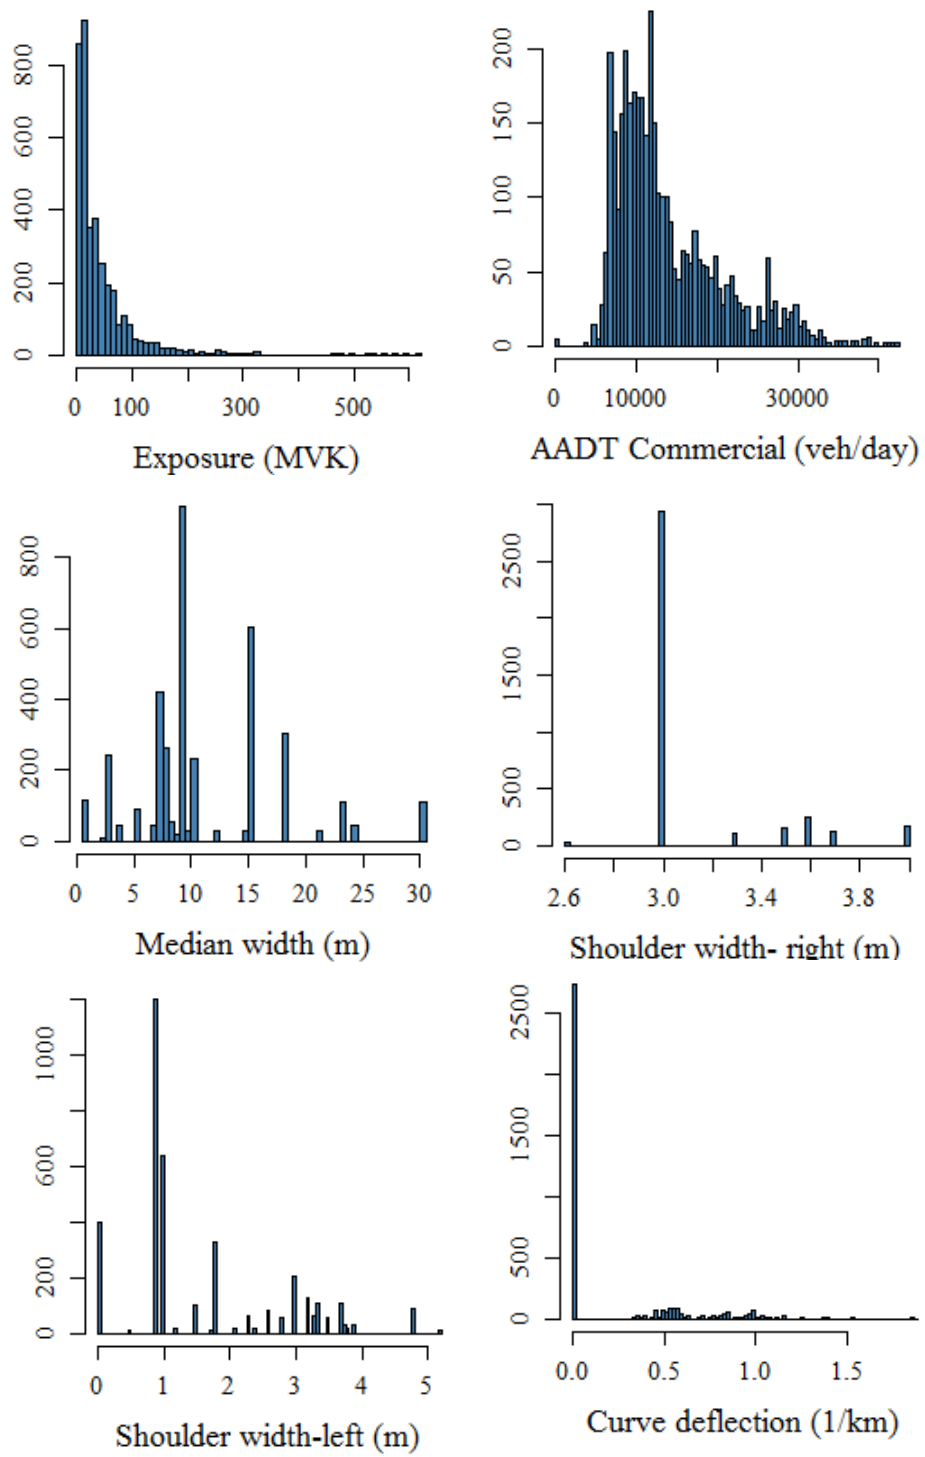 800
600
400
200
0
0 100 300 500
Exposure (MVK)
200
150
100
50
0
0 10000 30000
AADT Commercial (veh/day)
800
600
400
200
0
0 5 10 15 20 25 30
Median width (m)
2500
1500
500
0
2.6 3.0 3.4 3.8
Shoulder width- right (m)
1000
600
200
0
0 1 2 3 4 5
Shoulder width-left (m)
2500
1500
500
0
0.0 0.5 1.0 1.5
Curve deflection (1/km)